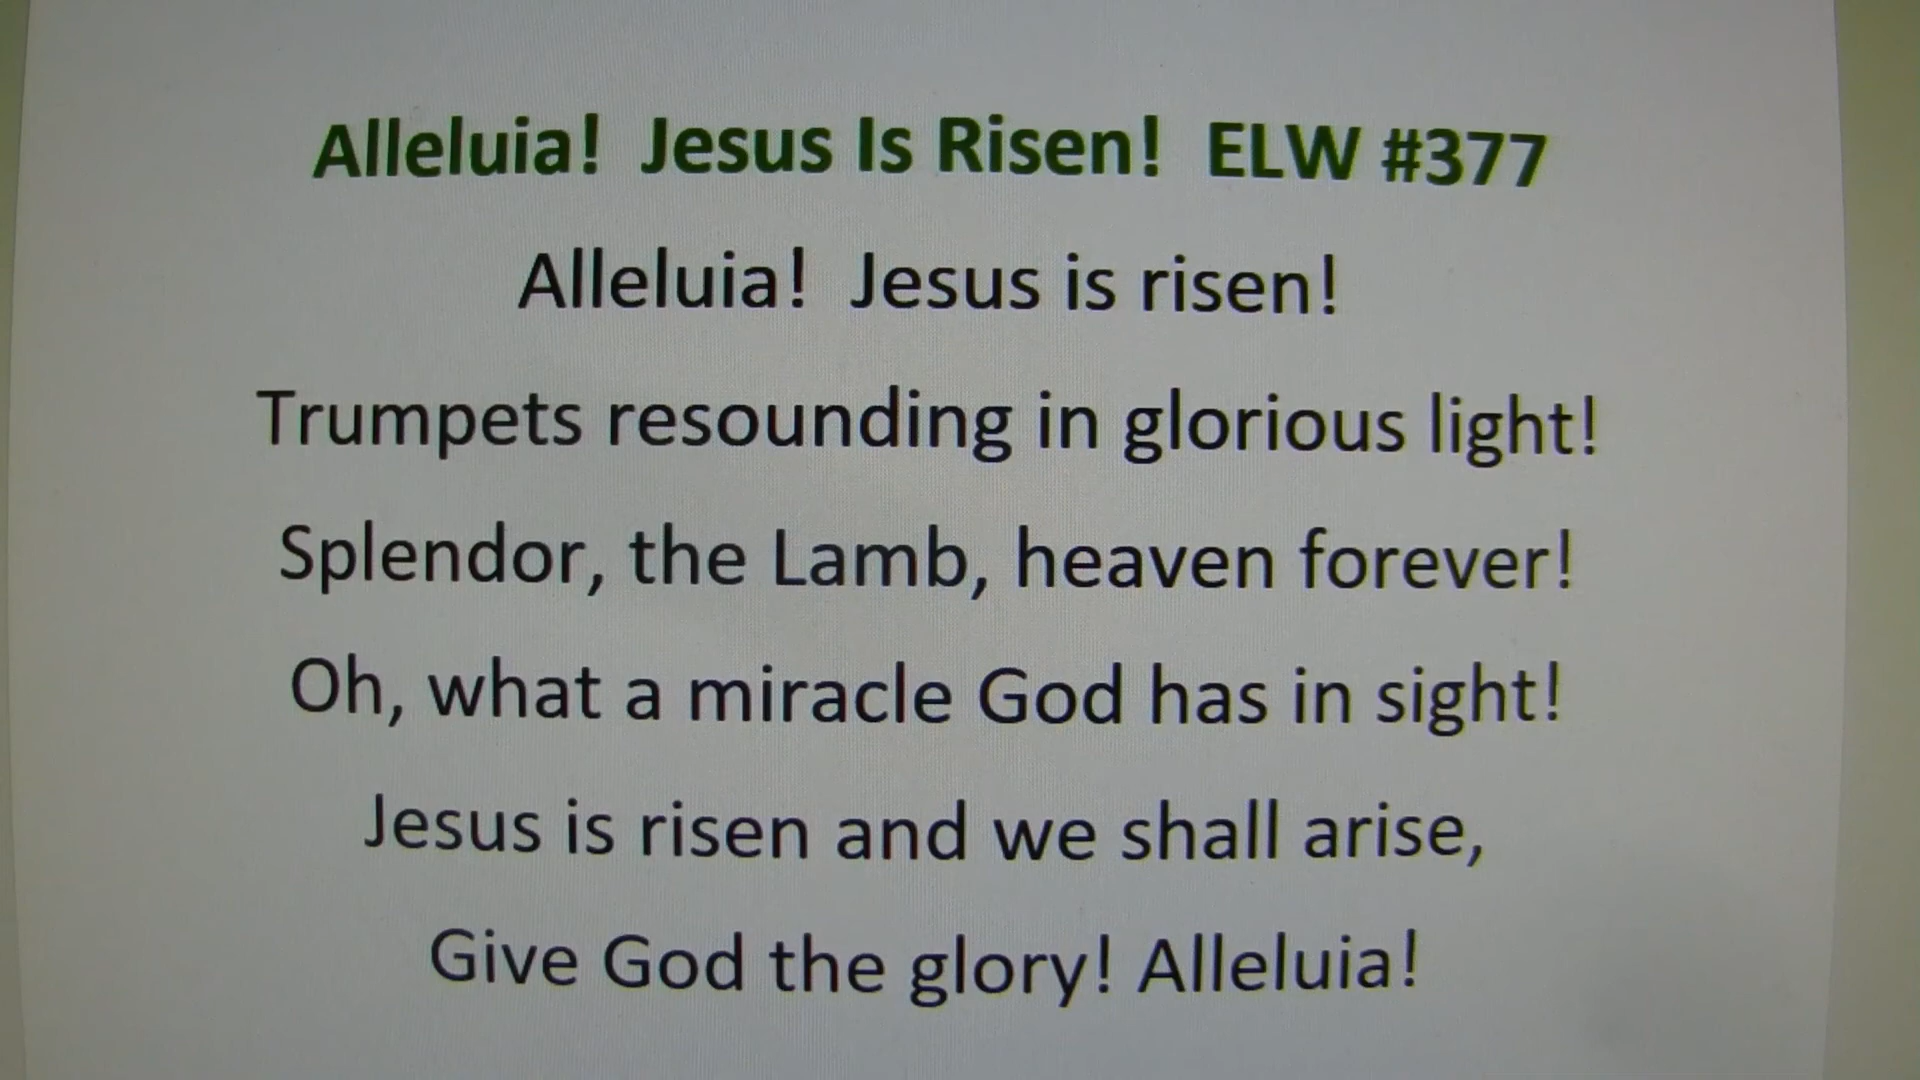 Alleluia!  Jesus Is Risen!  ELW #377
Alleluia!  Jesus is risen!
Trumpets resounding in glorious light!
Splendor, the Lamb, heaven forever!
Oh, what a miracle God has in sight!
Jesus is risen and we shall arise,
Give God the glory! Alleluia!